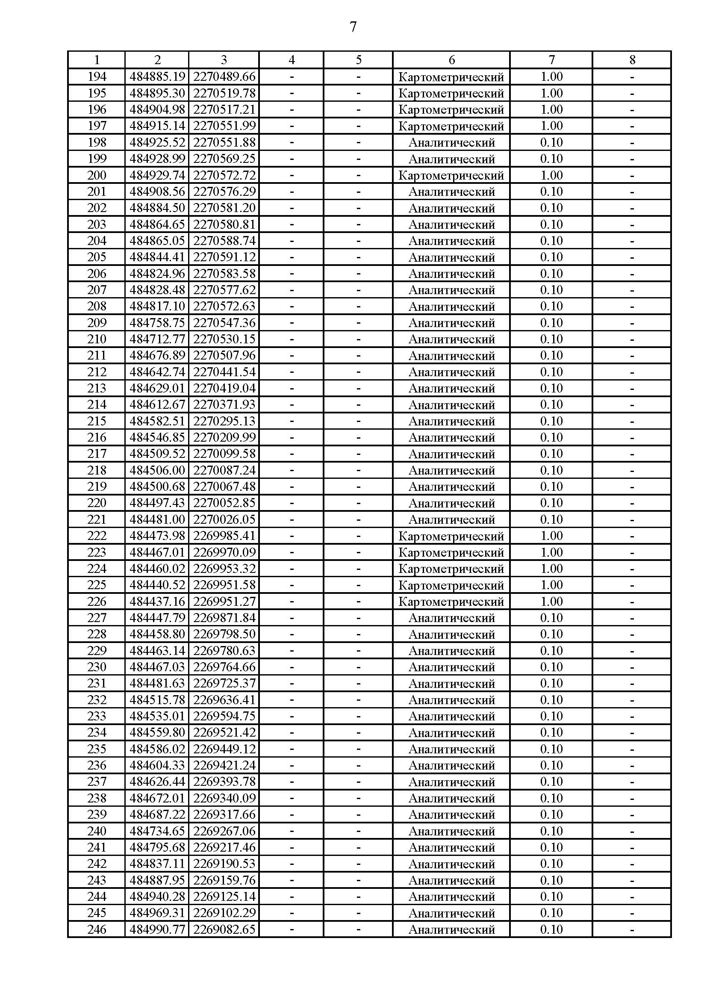 7
1 2 3 4 5 6 7 8
194 484885.19 2270489.66 - - Картометрический 1.00 -
195 484895.30 2270519.78 - - Картометрический 1.00 -
196 484904.98 2270517.21 - - Картометрический 1.00 -
197 484915.14 2270551.99 - - Картометрический 1.00 -
198 484925.52 2270551.88 - - Аналитический 0.10 -
199 484928.99 2270569.25 - - Аналитический 0.10 -
200 484929.74 2270572.72 - - Картометрический 1.00 -
201 484908.56 2270576.29 - - Аналитический 0.10 -
202 484884.50 2270581.20 - - Аналитический 0.10 -
203 484864.65 2270580.81 - - Аналитический 0.10 -
204 484865.05 2270588.74 - - Аналитический 0.10 -
205 484844.41 2270591.12 - - Аналитический 0.10 -
206 484824.96 2270583.58 - - Аналитический 0.10 -
207 484828.48 2270577.62 - - Аналитический 0.10 -
208 484817.10 2270572.63 - - Аналитический 0.10 -
209 484758.75 2270547.36 - - Аналитический 0.10 -
210 484712.77 2270530.15 - - Аналитический 0.10 -
211 484676.89 2270507.96 - - Аналитический 0.10 -
212 484642.74 2270441.54 - - Аналитический 0.10 -
213 484629.01 2270419.04 - - Аналитический 0.10 -
214 484612.67 2270371.93 - - Аналитический 0.10 -
215 484582.51 2270295.13 - - Аналитический 0.10 -
216 484546.85 2270209.99 - - Аналитический 0.10 -
217 484509.52 2270099.58 - - Аналитический 0.10 -
218 484506.00 2270087.24 - - Аналитический 0.10 -
219 484500.68 2270067.48 - - Аналитический 0.10 -
220 484497.43 2270052.85 - - Аналитический 0.10 -
221 484481.00 2270026.05 - - Аналитический 0.10 -
222 484473.98 2269985.41 - - Картометрический 1.00 -
223 484467.01 2269970.09 - - Картометрический 1.00 -
224 484460.02 2269953.32 - - Картометрический 1.00 -
225 484440.52 2269951.58 - - Картометрический 1.00 -
226 484437.16 2269951.27 - - Картометрический 1.00 -
227 484447.79 2269871.84 - - Аналитический 0.10 -
228 484458.80 2269798.50 - - Аналитический 0.10 -
229 484463.14 2269780.63 - - Аналитический 0.10 -
230 484467.03 2269764.66 - - Аналитический 0.10 -
231 484481.63 2269725.37 - - Аналитический 0.10 -
232 484515.78 2269636.41 - - Аналитический 0.10 -
233 484535.01 2269594.75 - - Аналитический 0.10 -
234 484559.80 2269521.42 - - Аналитический 0.10 -
235 484586.02 2269449.12 - - Аналитический 0.10 -
236 484604.33 2269421.24 - - Аналитический 0.10 -
237 484626.44 2269393.78 - - Аналитический 0.10 -
238 484672.01 2269340.09 - - Аналитический 0.10 -
239 484687.22 2269317.66 - - Аналитический 0.10 -
240 484734.65 2269267.06 - - Аналитический 0.10 -
241 484795.68 2269217.46 - - Аналитический 0.10 -
242 484837.11 2269190.53 - - Аналитический 0.10 -
243 484887.95 2269159.76 - - Аналитический 0.10 -
244 484940.28 2269125.14 - - Аналитический 0.10 -
245 484969.31 2269102.29 - - Аналитический 0.10 -
246 484990.77 2269082.65 - - Аналитический 0.10 -